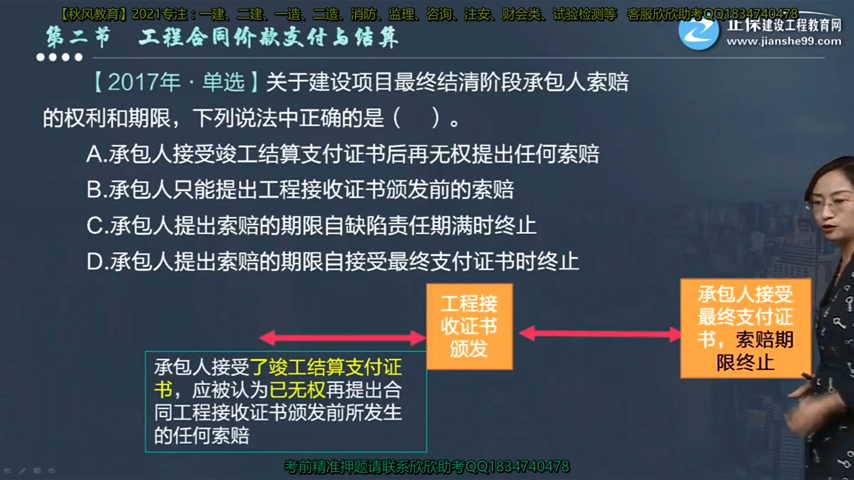 【秋风教育】2021专注：一建、二建、一造、二造、消防、监理、咨询、注安、财会类、试验检测等 客服欣欣助考QQ1834740478
第二节 工程合同价款交付与结算
正保建设工程教育网
www.jianshe99.com
【2017年·单选】关于建设项目最终结清阶段承包人索赔
的权利和期限，下列说法中正确的是（ ）。
A.承包人接受竣工结算支付证书后再无权提出任何索赔
B.承包人只能提出工程接收证书颁发前的索赔
C.承包人提出索赔的期限自缺陷责任期满时终止
D.承包人提出索赔的期限自接受最终支付证书时终止
工程接
收证书
颁发
承包人接受
最终支付证
书，索赔期
限终止
承包人接受了竣工结算支付证
书，应被认为已无权再提出合
同工程接收证书颁发前所发生
的任何索赔
考前精准押题请联系欣欣助考QQ1834740478